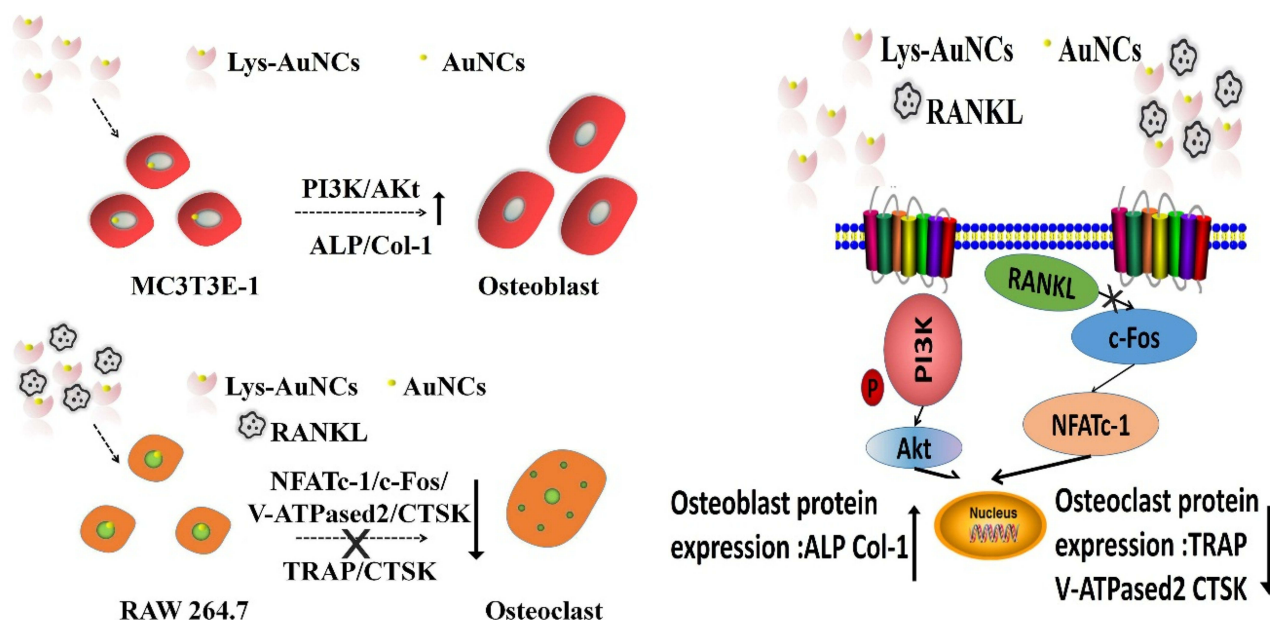 Lys-AuNCs
AuNCs
PI3K/AKt
ALP/Col-1
MC3T3E-1
Osteoblast
Lys-AuNCs
AuNCs
RANKL
NFATc-1/c-Fos/
V-ATPased2/CTSK
TRAP/CTSK
RAW 264.7
Osteoclast
Lys-AuNCs
AuNCs
RANKL
RANKL
c-Fos
PI3K
P
NFATc-1
Akt
Osteoblast protein
expression :ALP Col-1
Nucleus
Osteoclast protein
expression :TRAP
V-ATPased2 CTSK